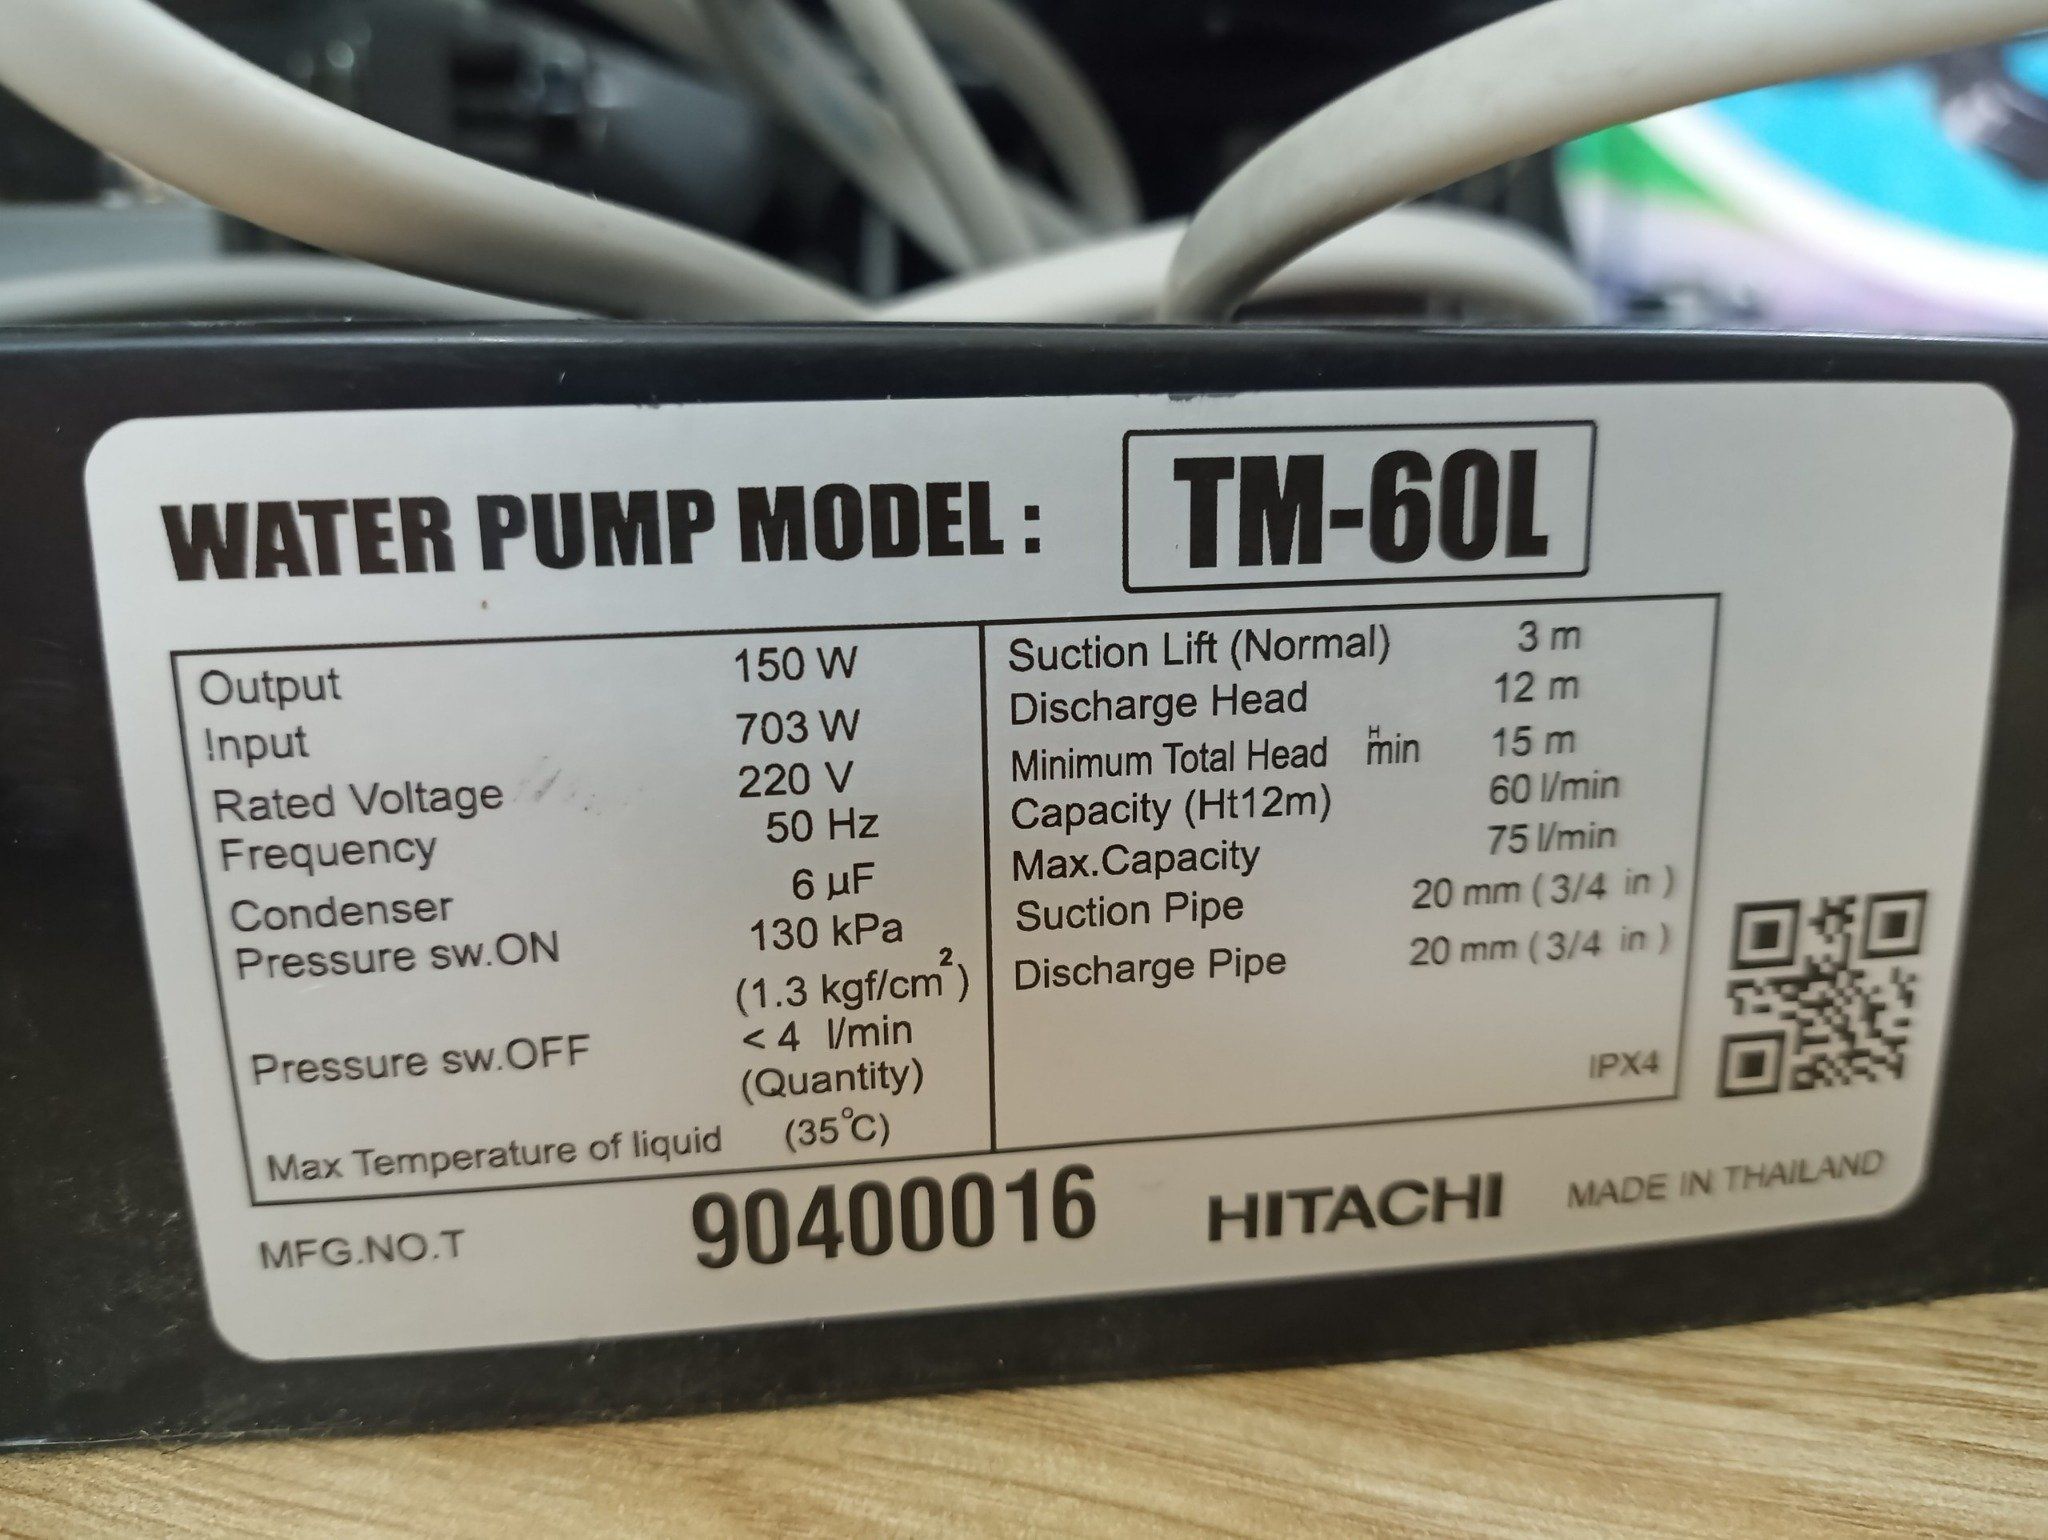 WATER PUMP MODEL : TM-60L
Output 150 W
Input 703 W
Rated Voltage 220 V
Frequency 50 Hz
Condenser 6 µF
Pressure sw.ON 130 kPa
(1.3 kgf/cm²)
Pressure sw.OFF < 4 l/min
(Quantity)
Max Temperature of liquid (35°C)
Suction Lift (Normal) 3 m
Discharge Head 12 m
Minimum Total Head H min 15 m
Capacity (Ht12m) 60 l/min
Max.Capacity 75 l/min
Suction Pipe 20 mm ( 3/4 in )
Discharge Pipe 20 mm ( 3/4 in )
IPX4
MFG.NO.T 90400016 HITACHI MADE IN THAILAND